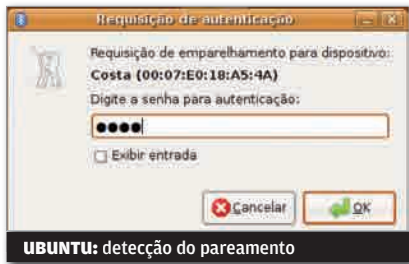 Requisição de autenticação
Requisição de emparelhamento para dispositivo:
Costa (00:07:E0:18:A5:4A)
Digite a senha para autenticação:
●●●●
Exibir entrada
Cancelar
OK
UBUNTU: detecção do pareamento